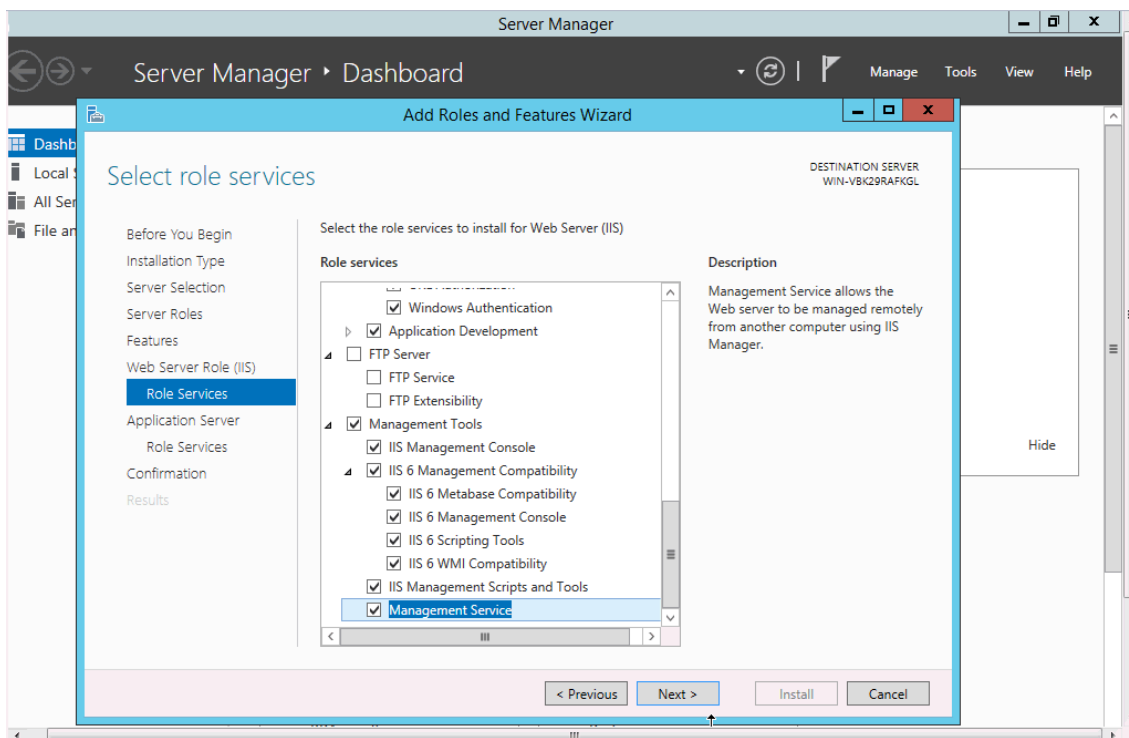 Server Manager
Server Manager • Dashboard
Manage Tools View Help
Add Roles and Features Wizard
Dashb
Local
All Ser
File an
Select role services
DESTINATION SERVER
WIN-VBK29RAFKGL
Before You Begin
Installation Type
Server Selection
Server Roles
Features
Web Server Role (IIS)
Role Services
Application Server
Role Services
Confirmation
Results
Select the role services to install for Web Server (IIS)
Role services
Windows Authentication
Application Development
FTP Server
FTP Service
FTP Extensibility
Management Tools
IIS Management Console
IIS 6 Management Compatibility
IIS 6 Metabase Compatibility
IIS 6 Management Console
IIS 6 Scripting Tools
IIS 6 WMI Compatibility
IIS Management Scripts and Tools
Management Service
Description
Management Service allows the
Web server to be managed remotely
from another computer using IIS
Manager.
Hide
< Previous Next > Install Cancel